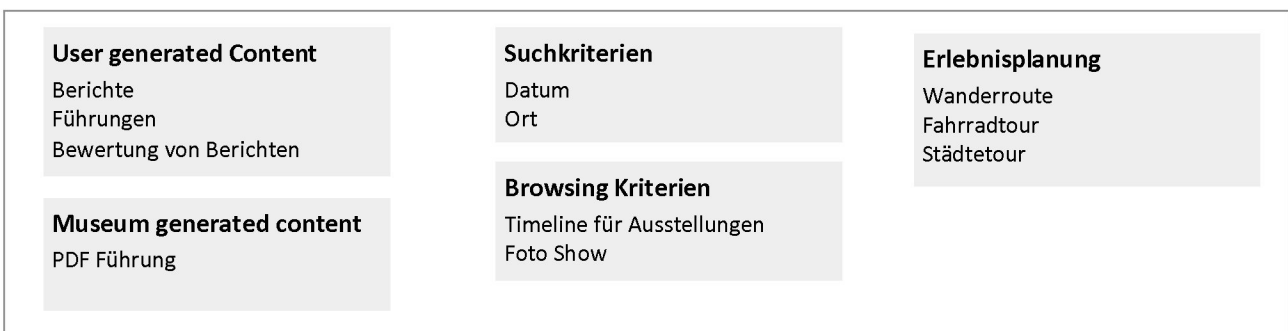 User generated Content
Berichte
Führungen
Bewertung von Berichten
Museum generated content
PDF Führung
Suchkriterien
Datum
Ort
Browsing Kriterien
Timeline für Ausstellungen
Foto Show
Erlebnisplanung
Wanderroute
Fahrradtour
Städtetour